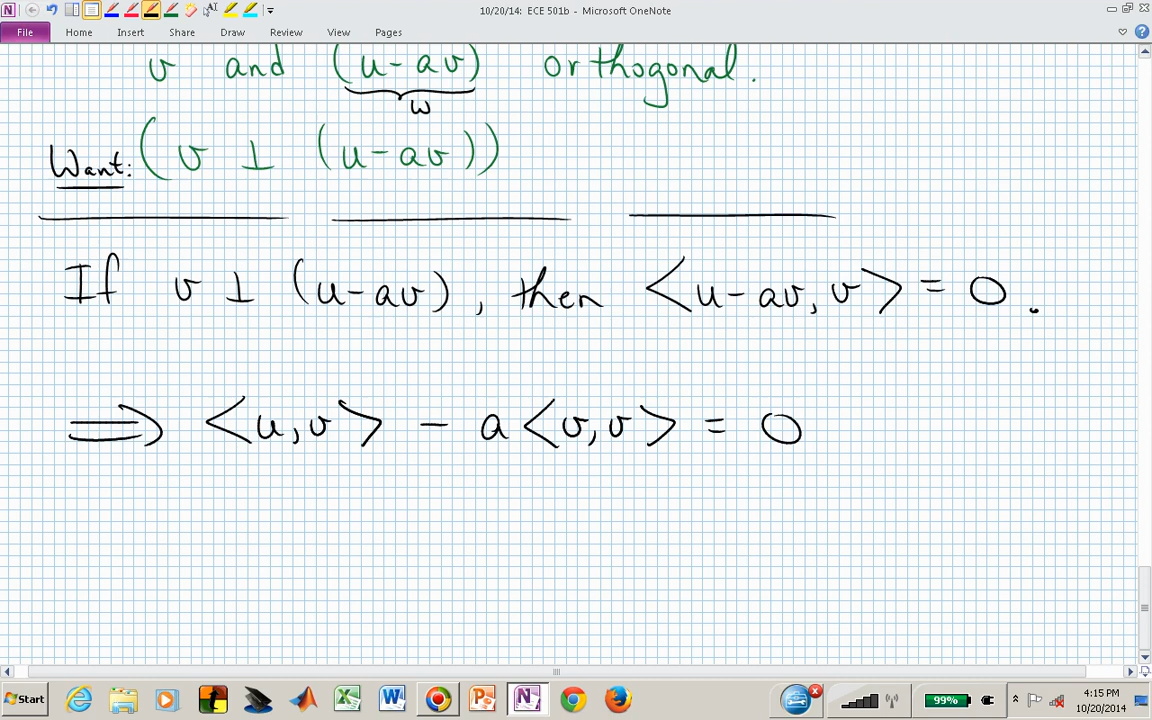 10/20/14: ECE 501b - Microsoft OneNote
File Home Insert Share Draw Review View Pages
v and (u-av) orthogonal.
w
Want: (v ⊥ (u-av))
If v ⊥ (u-av), then <u-av, v> = 0.
⟹ <u,v> - a<v,v> = 0
Start 99% 4:15 PM
10/20/2014